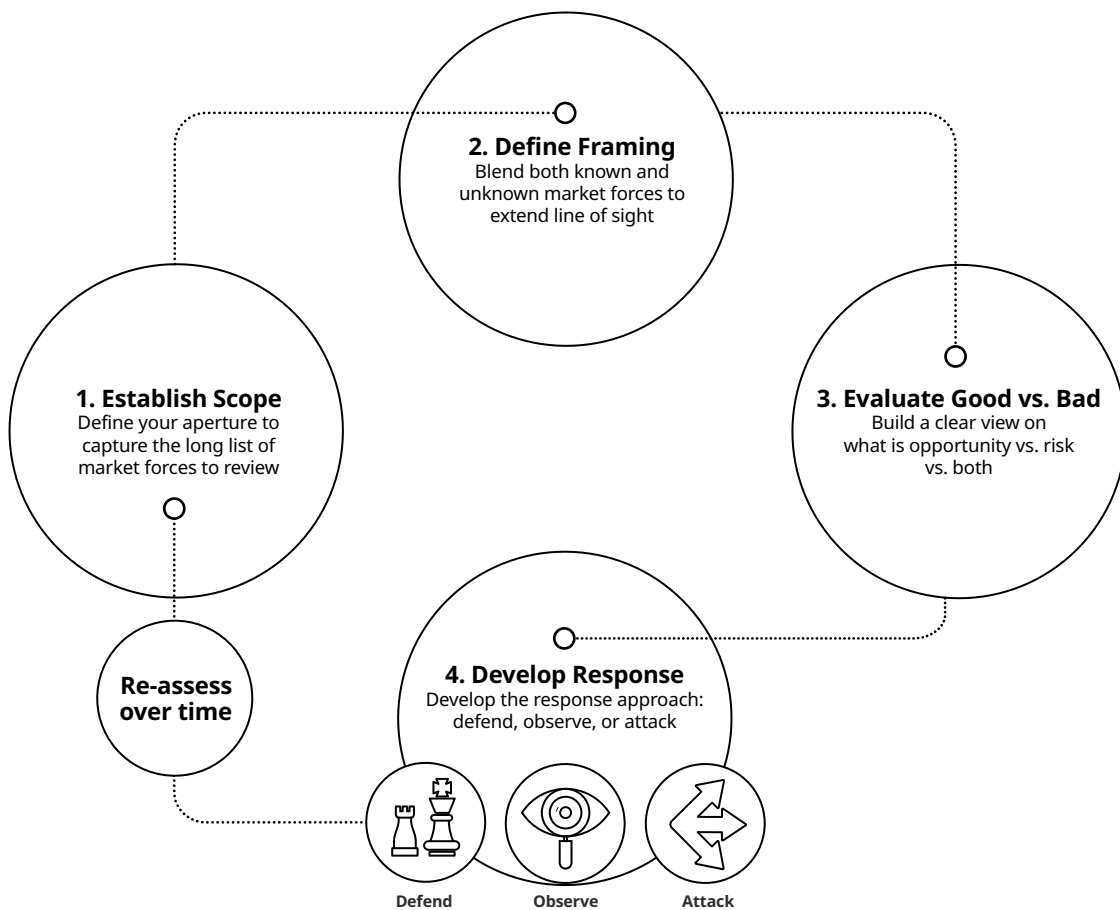 2. Define Framing
Blend both known and
unknown market forces to
extend line of sight
1. Establish Scope
Define your aperture to
capture the long list of
market forces to review
3. Evaluate Good vs. Bad
Build a clear view on
what is opportunity vs. risk
vs. both
Re-assess
over time
4. Develop Response
Develop the response approach:
defend, observe, or attack
Defend
Observe
Attack